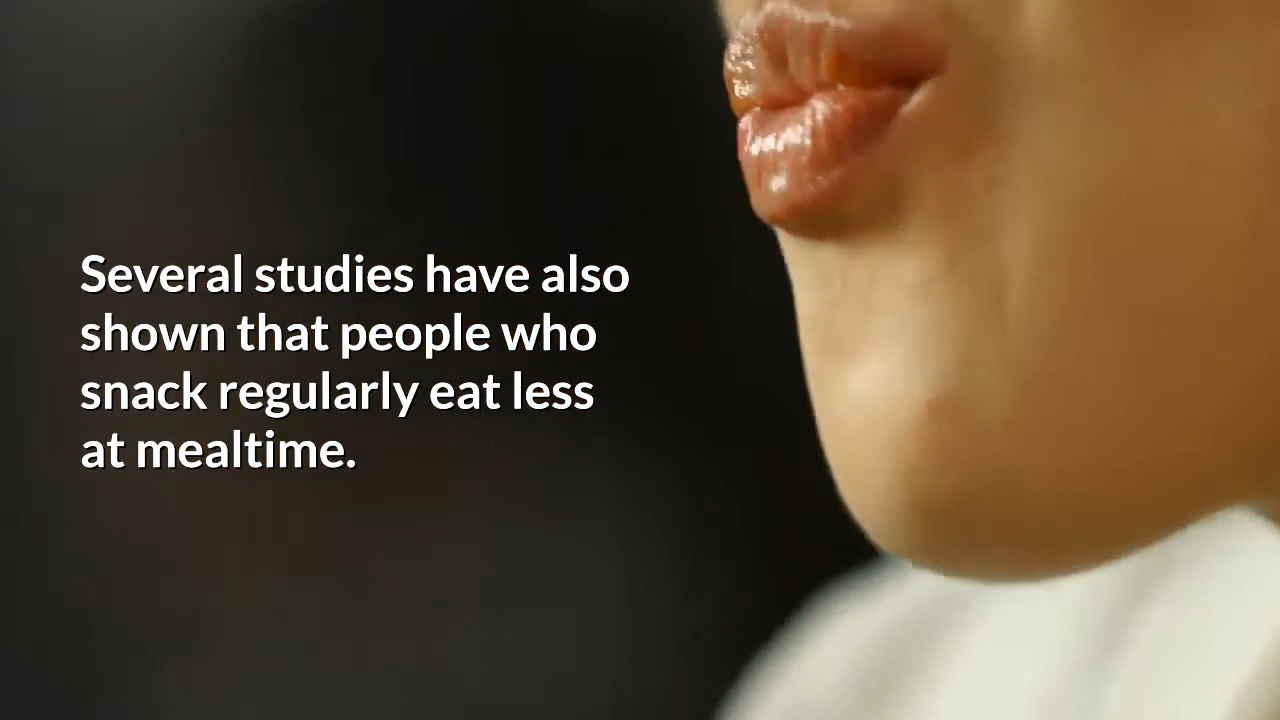 Several studies have also
shown that people who
snack regularly eat less
at mealtime.